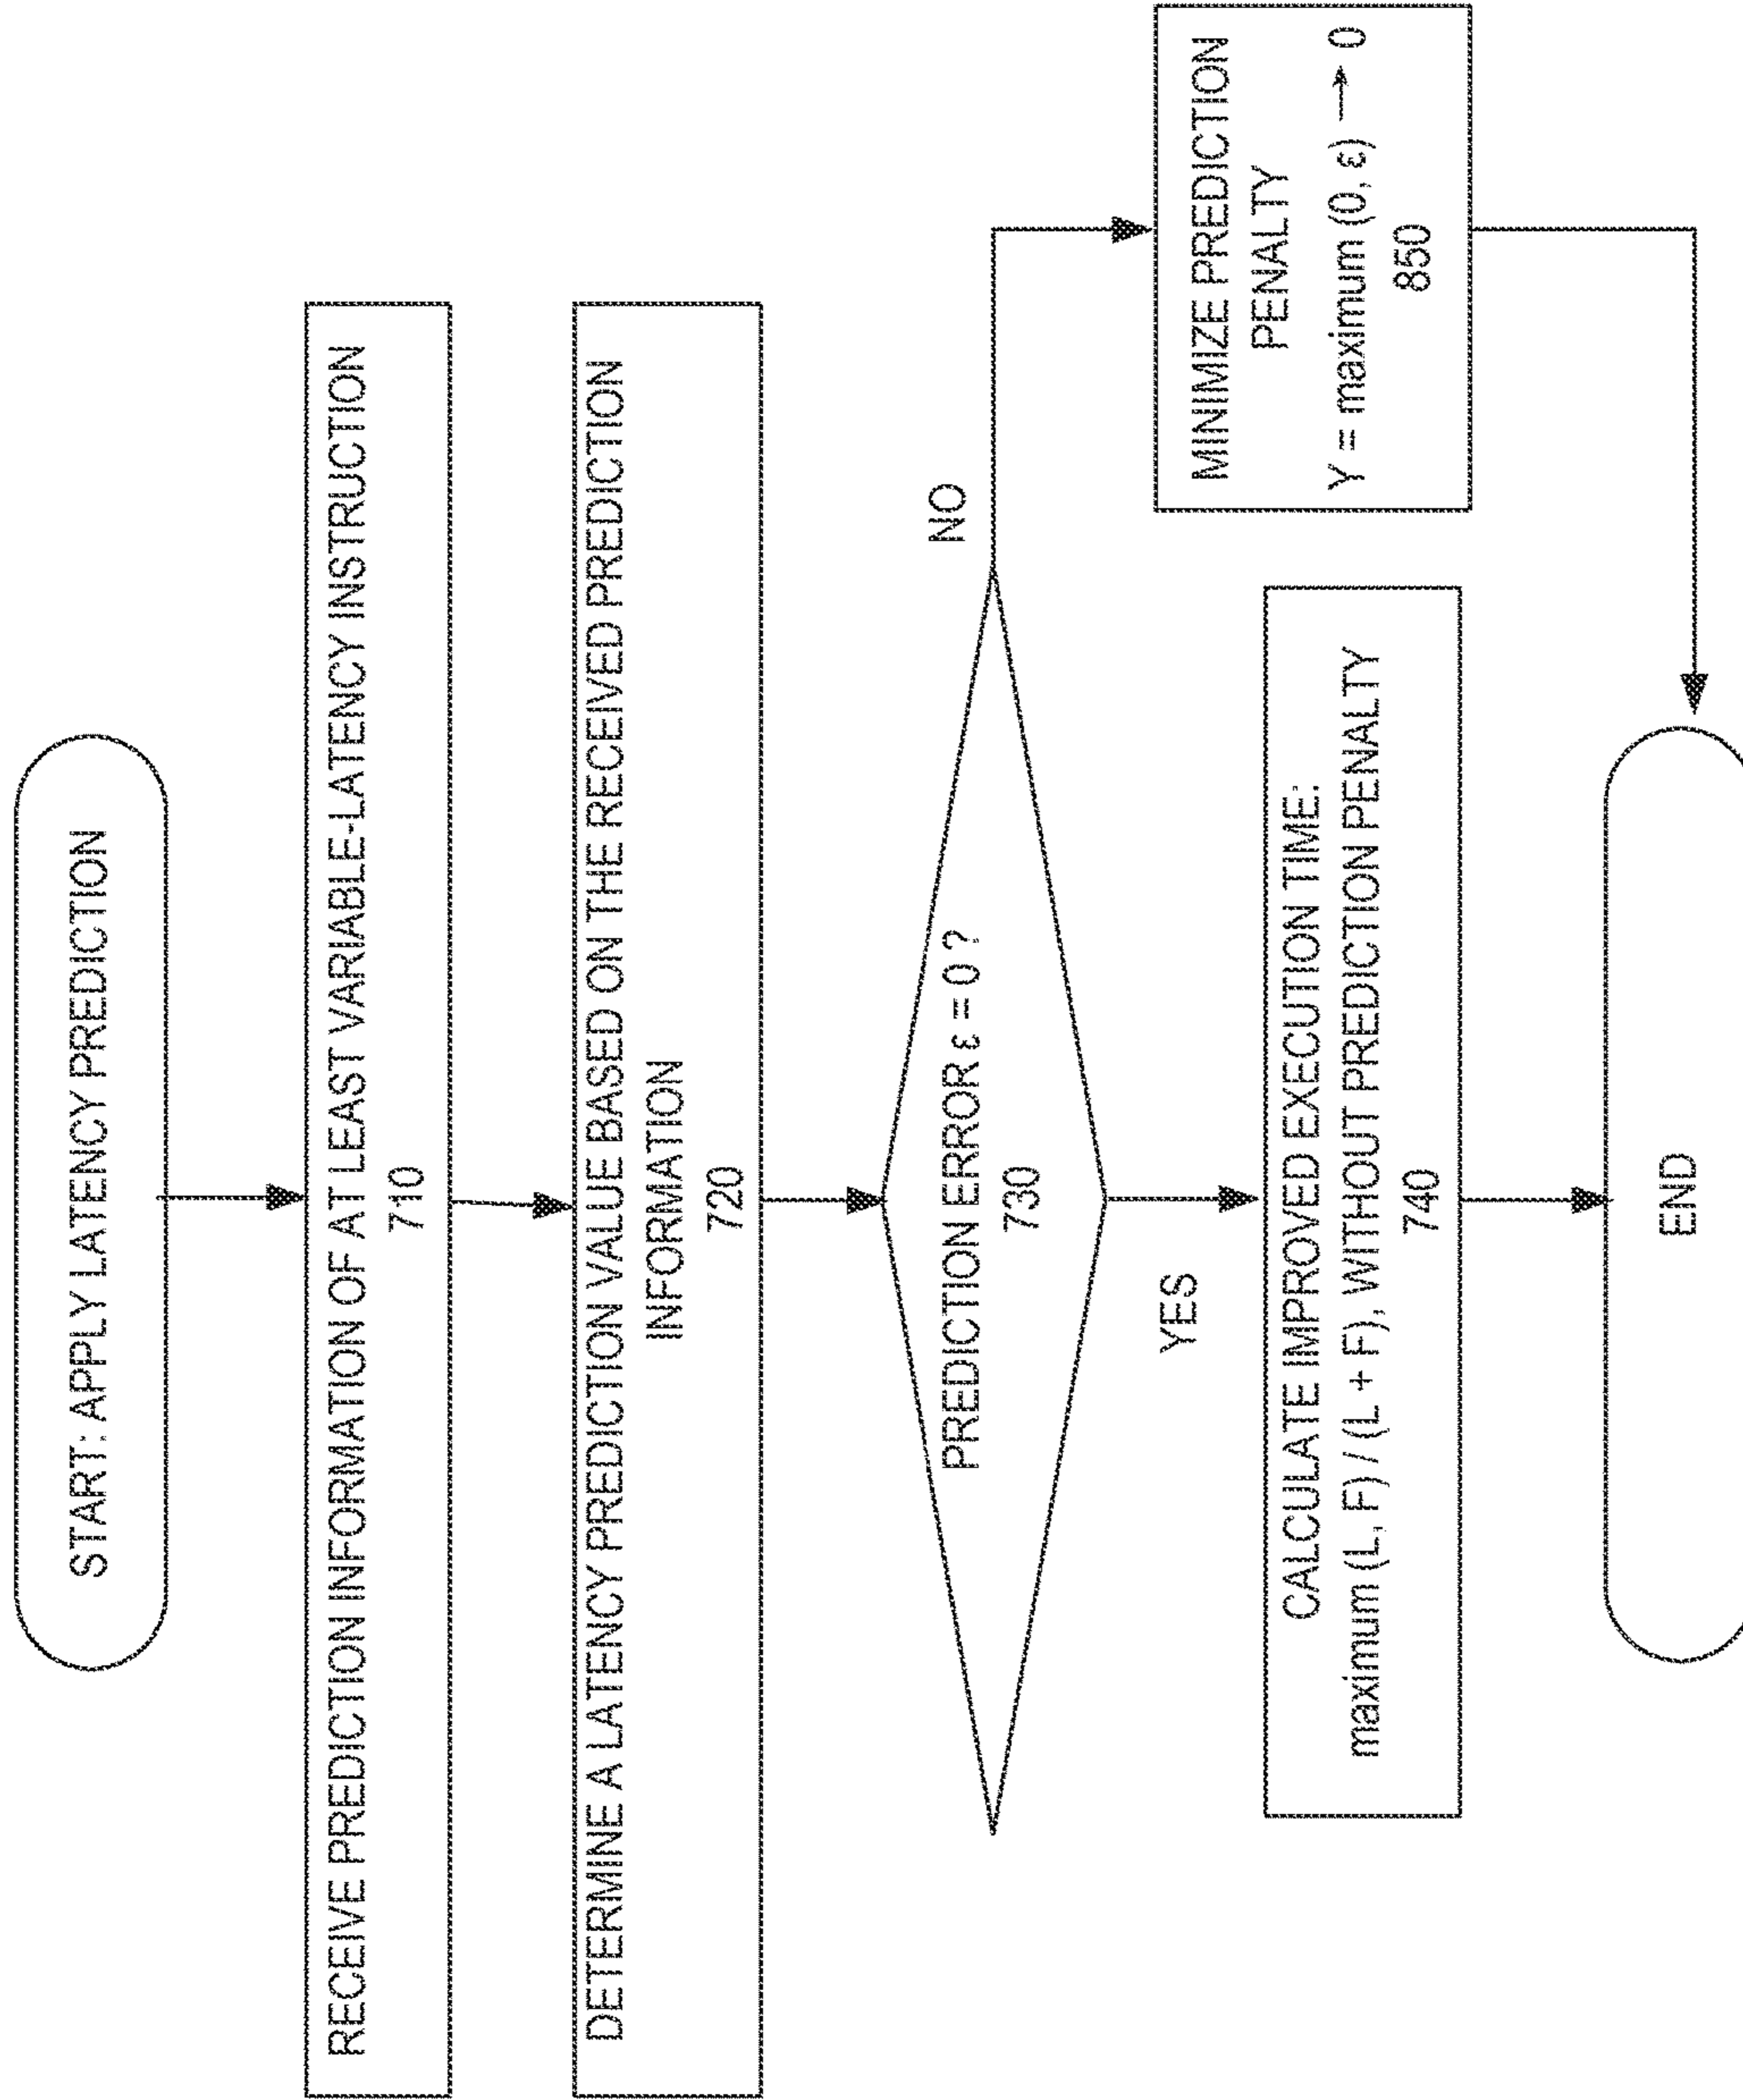 START: APPLY LATENCY PREDICTION
RECEIVE PREDICTION INFORMATION OF AT LEAST VARIABLE-LATENCY INSTRUCTION
710
DETERMINE A LATENCY PREDICTION VALUE BASED ON THE RECEIVED PREDICTION
INFORMATION
720
PREDICTION ERROR ε = 0 ?
730
NO
YES
MINIMIZE PREDICTION
PENALTY
Y = maximum (0, ε) → 0
850
CALCULATE IMPROVED EXECUTION TIME:
maximum (L, F) / (L + F), WITHOUT PREDICTION PENALTY
740
END